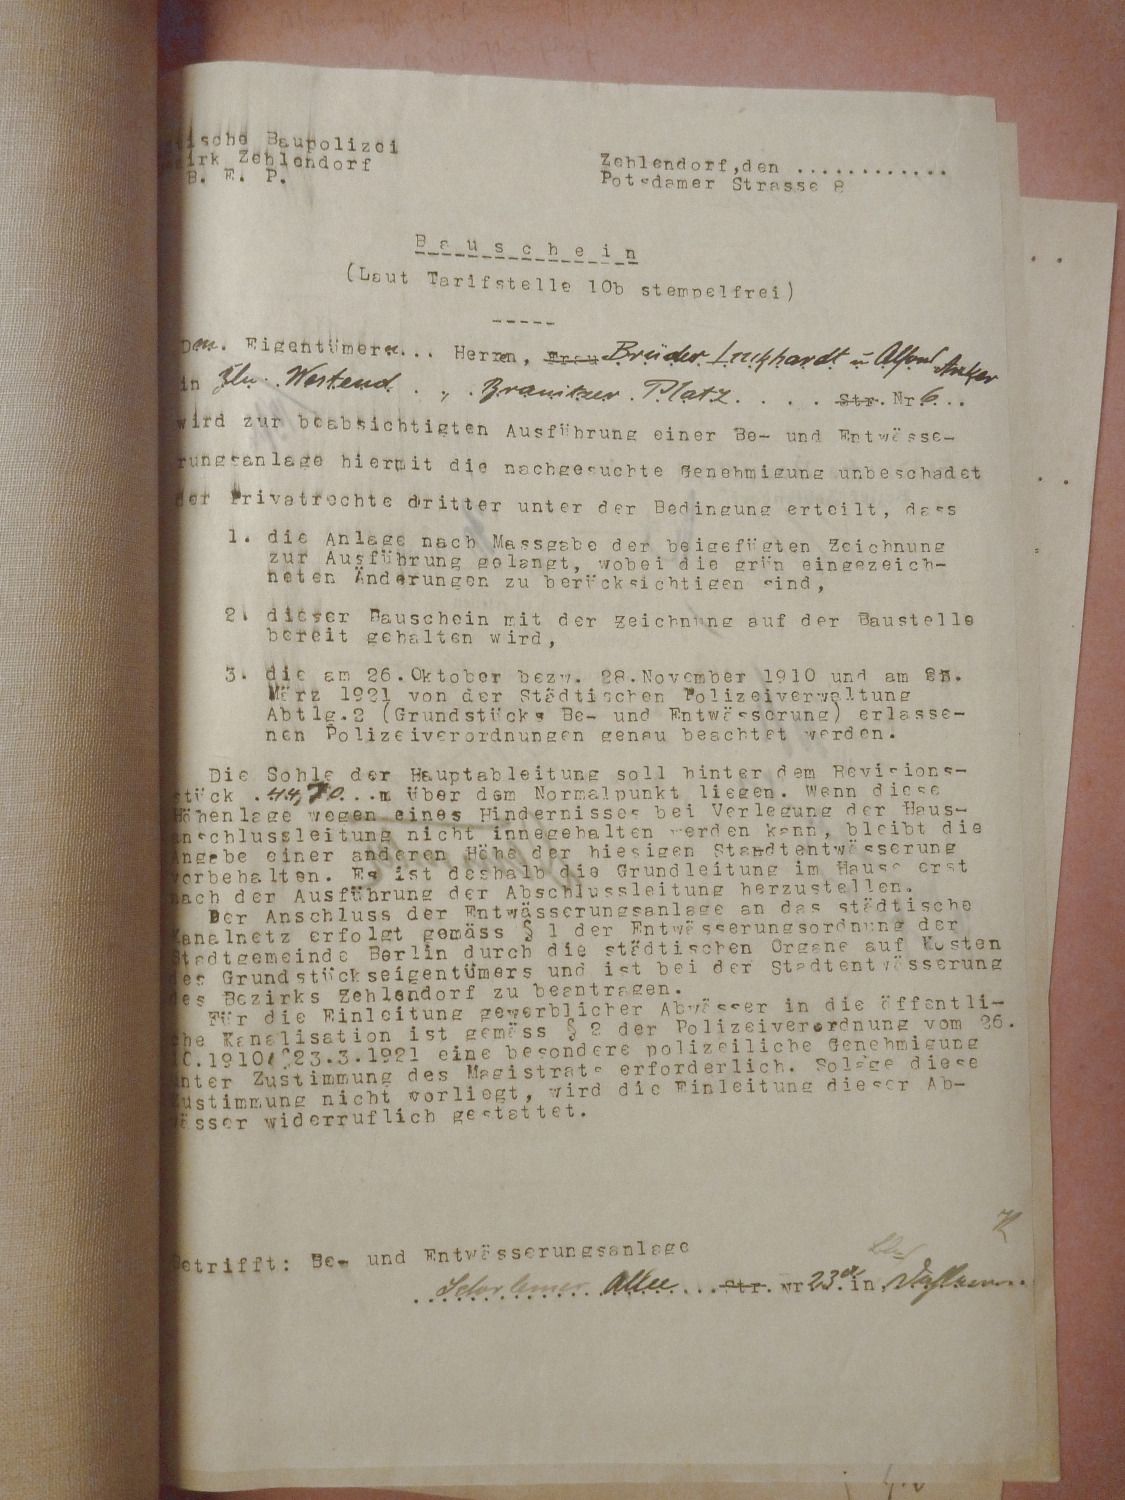 tische Baupolizei
zirk Zehlendorf
B. E. P.
Zehlendorf,den ............
Potsdamer Strasse 8
Bauschein
(Laut Tarifstelle 10b stempelfrei)
-----
Den. Eigentümern... Herren, Frau Brüder Luckhardt u Alfons Anker
in Bln. Westend . „ . Branitzer . Platz . . . . Str. Nr 6...
wird zur beabsichtigten Ausführung einer Be- und Entwässe-
rungsanlage hiermit die nachgesuchte Genehmigung unbeschadet
der Privatrechte dritter unter der Bedingung erteilt, dass
1. die Anlage nach Massgabe der beigefügten Zeichnung
zur Ausführung gelangt, wobei die grün eingezeich-
neten Änderungen zu berücksichtigen sind,
2. dieser Bauschein mit der Zeichnung auf der Baustelle
bereit gehalten wird,
3. die am 26.Oktober bezw. 28.November 1910 und am 23.
März 1921 von der Städtischen Polizeiverwaltung
Abtlg.2 (Grundstücks Be- und Entwässerung) erlasse-
nen Polizeiverordnungen genau beachtet werden.
Die Sohle der Hauptableitung soll hinter dem Revisions-
stück .44,70...m über dem Normalpunkt liegen. Wenn diese
Höhenlage wegen eines Hindernisses bei Verlegung der Haus-
anschlussleitung nicht innegehalten werden kann, bleibt die
Angabe einer anderen Höhe der hiesigen Standtentwässerung
vorbehalten. Es ist deshalb die Grundleitung im Hause erst
nach der Ausführung der Abschlussleitung herzustellen.
Der Anschluss der Entwässerungsanlage an das städtische
Kanalnetz erfolgt gemäss § 1 der Entwässerungsordnung der
Stadtgemeinde Berlin durch die städtischen Organe auf Kosten
des Grundstückseigentümers und ist bei der Stadtentwässerung
des Bezirks Zehlendorf zu beantragen.
Für die Einleitung gewerblicher Abwässer in die öffentli-
che Kanalisation ist gemäss § 2 der Polizeiverordnung vom 26.
10.1910/23.3.1921 eine besondere polizeiliche Genehmigung
unter Zustimmung des Magistrats erforderlich. Solage diese
Zustimmung nicht vorliegt, wird die Einleitung dieser Ab-
wässer widerruflich gestattet.
Betrifft: Be- und Entwässerungsanlage
Schorlemer Allee ... Str. Nr 23 in. Dahlem..